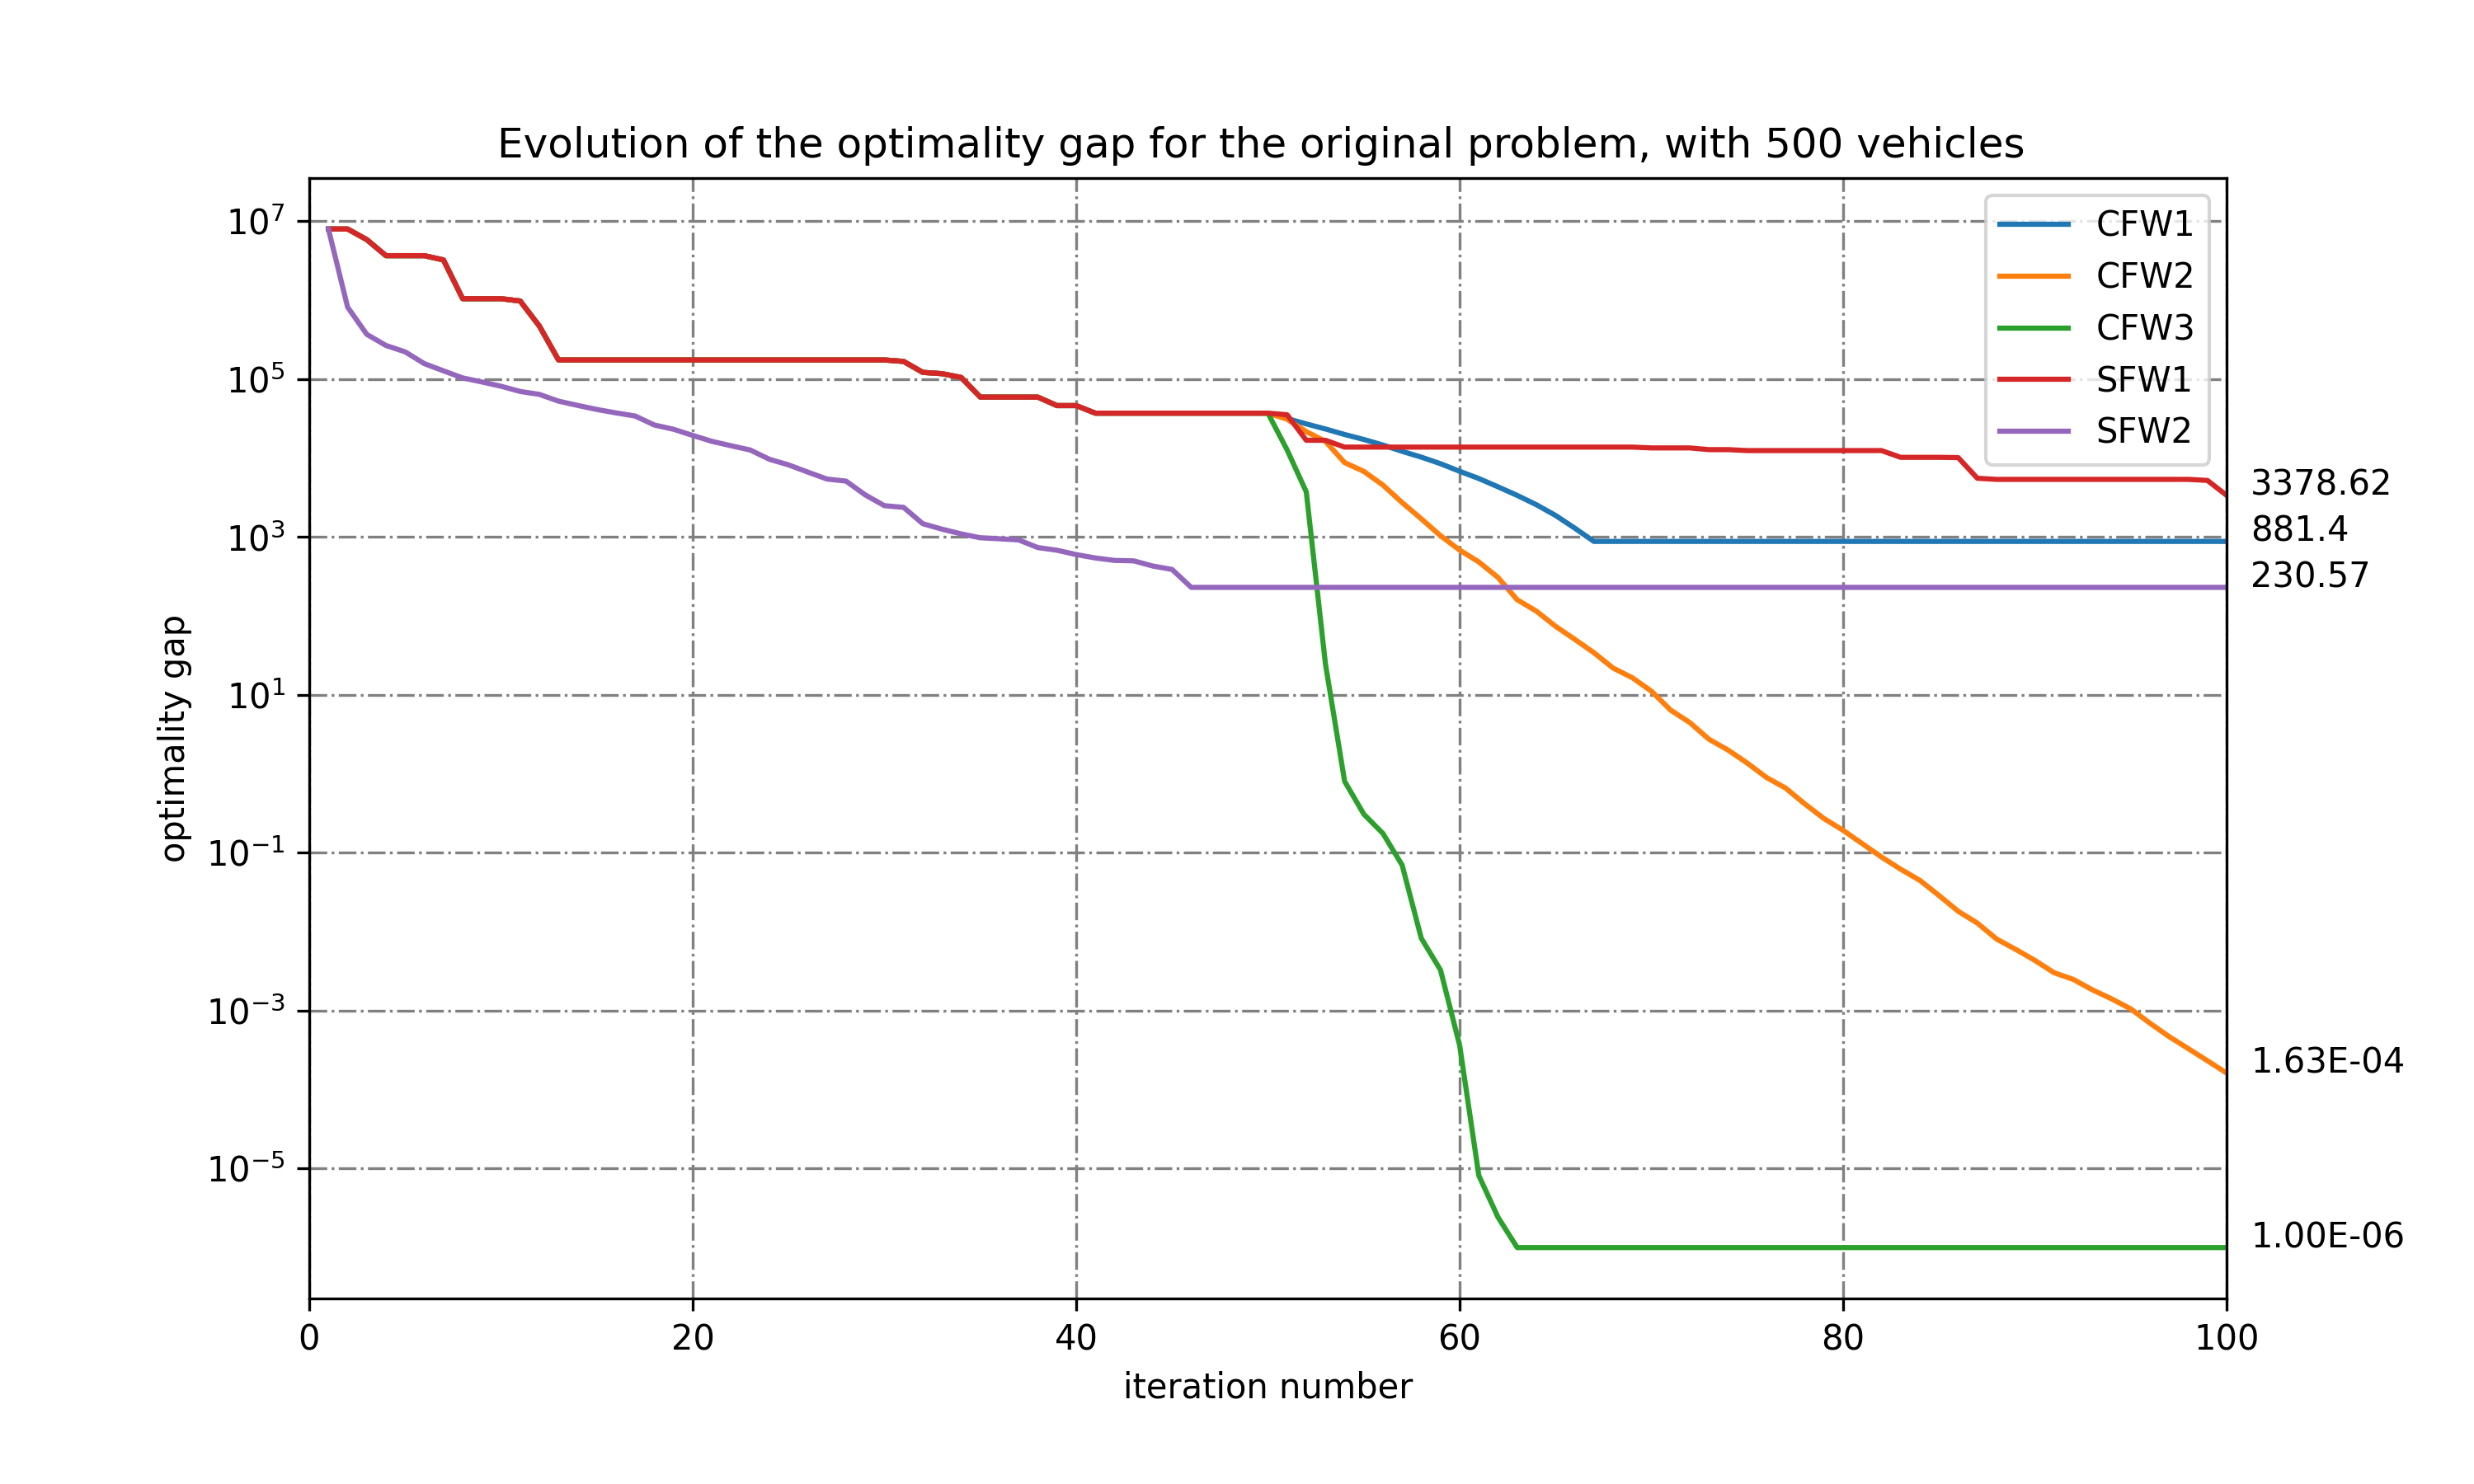 Evolution of the optimality gap for the original problem, with 500 vehicles
10⁷
10⁵
10³
10¹
10⁻¹
10⁻³
10⁻⁵
optimality gap
CFW1
CFW2
CFW3
SFW1
SFW2
3378.62
881.4
230.57
1.63E-04
1.00E-06
0 20 40 60 80 100
iteration number